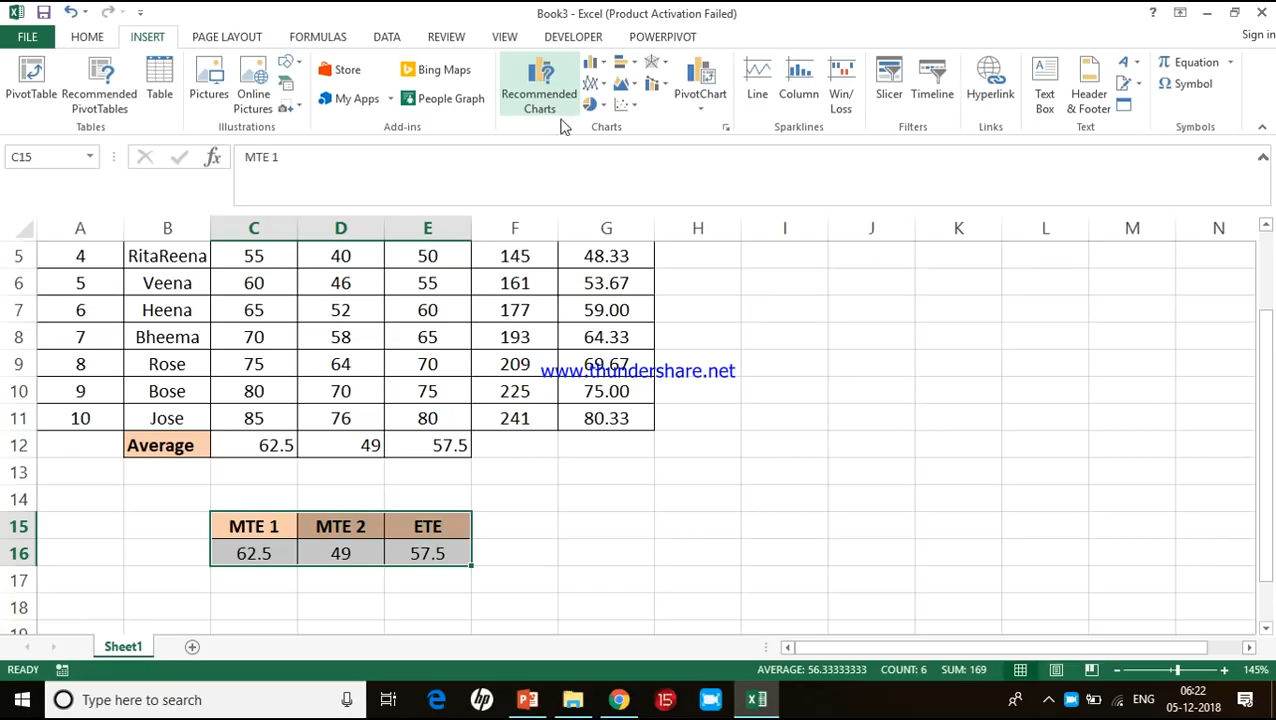 Book3 - Excel (Product Activation Failed)
?
FILE
HOME
INSERT
PAGE LAYOUT
FORMULAS
DATA
REVIEW
VIEW
DEVELOPER
POWERPIVOT
Sign in
PivotTable
Recommended PivotTables
Table
Pictures
Online Pictures
Store
My Apps
Bing Maps
People Graph
Recommended Charts
PivotChart
Line
Column
Win/Loss
Slicer
Timeline
Hyperlink
Text Box
Header & Footer
π Equation
Ω Symbol
Tables
Illustrations
Add-ins
Charts
Sparklines
Filters
Links
Text
Symbols
C15
fx
MTE 1
A B C D E F G H I J K L M N
5 4 RitaReena 55 40 50 145 48.33
6 5 Veena 60 46 55 161 53.67
7 6 Heena 65 52 60 177 59.00
8 7 Bheema 70 58 65 193 64.33
9 8 Rose 75 64 70 209 69.67
www.thundershare.net
10 9 Bose 80 70 75 225 75.00
11 10 Jose 85 76 80 241 80.33
12 Average 62.5 49 57.5
13
14
15 MTE 1 MTE 2 ETE
16 62.5 49 57.5
17
18
19
Sheet1
READY
AVERAGE: 56.33333333 COUNT: 6 SUM: 169
145%
Type here to search
hp
15
ENG
06:22
05-12-2018